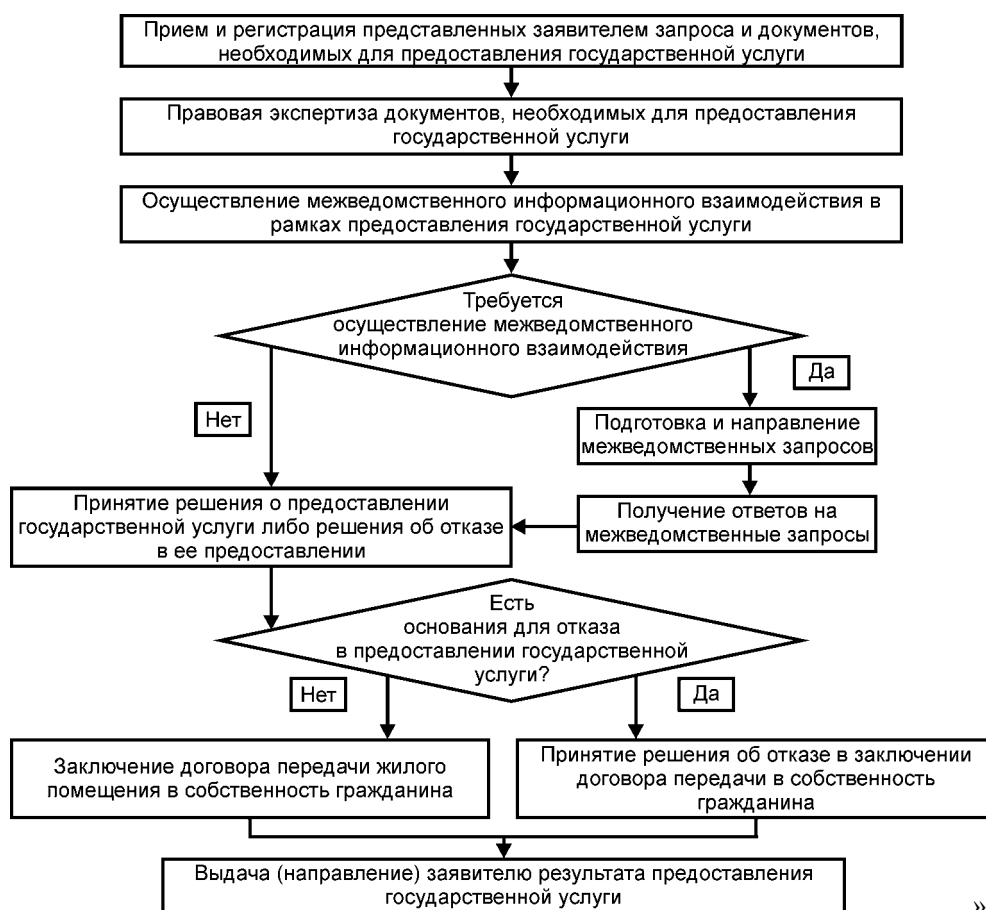 Прием и регистрация представленных заявителем запроса и документов,
необходимых для предоставления государственной услуги
Правовая экспертиза документов, необходимых для предоставления
государственной услуги
Осуществление межведомственного информационного взаимодействия в
рамках предоставления государственной услуги
Требуется
осуществление межведомственного
информационного взаимодействия
Да
Нет
Подготовка и направление
межведомственных запросов
Принятие решения о предоставлении
государственной услуги либо решения об отказе
в ее предоставлении
Получение ответов на
межведомственные запросы
Есть
основания для отказа
в предоставлении государственной
услуги?
Нет
Да
Заключение договора передачи жилого
помещения в собственность гражданина
Принятие решения об отказе в заключении
договора передачи в собственность
гражданина
Выдача (направление) заявителю результата предоставления
государственной услуги
»